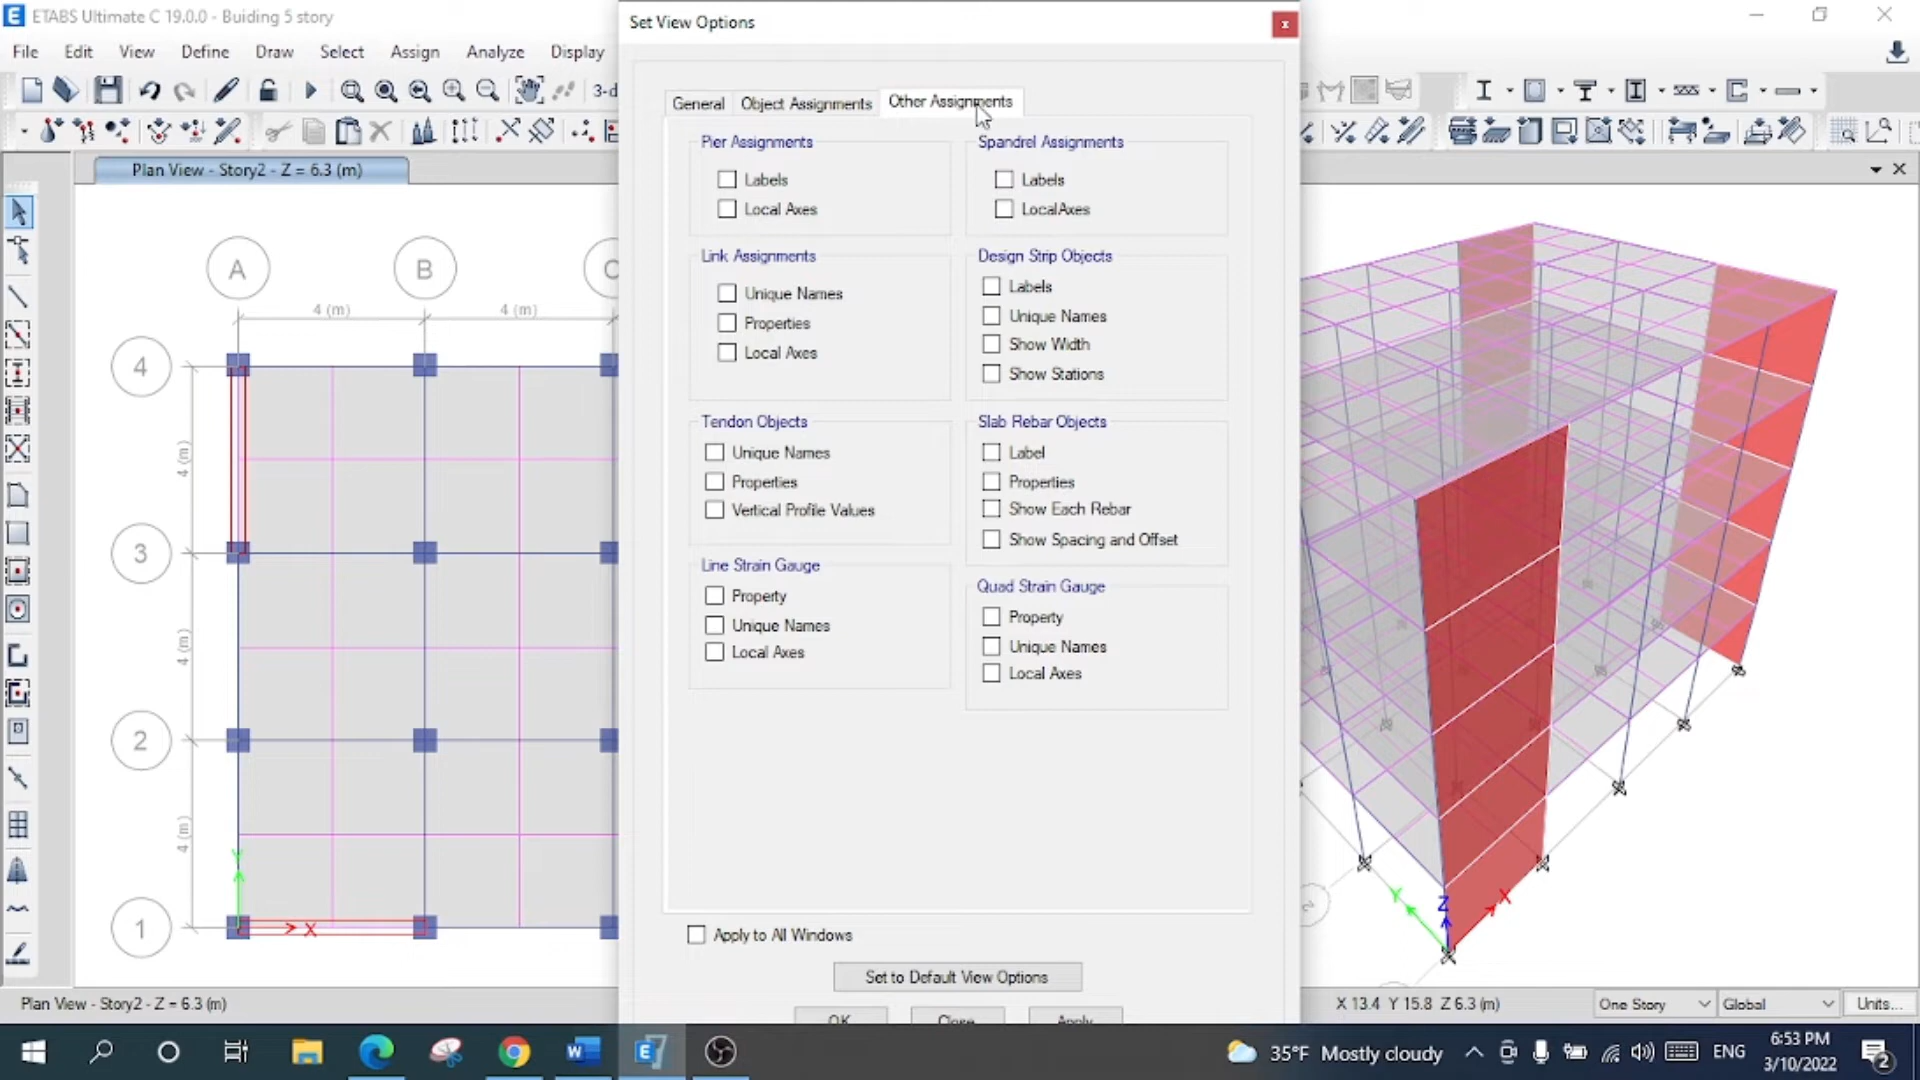 ETABS Ultimate C 19.0.0 - Buiding 5 story
File Edit View Define Draw Select Assign Analyze Display
3-d
Plan View - Story2 - Z = 6.3 (m)
A B C
4 (m) 4 (m)
4
4 (m)
3
4 (m)
2
4 (m)
Y
1
X
Set View Options
General Object Assignments Other Assignments
Pier Assignments
Labels
Local Axes
Spandrel Assignments
Labels
LocalAxes
Link Assignments
Unique Names
Properties
Local Axes
Design Strip Objects
Labels
Unique Names
Show Width
Show Stations
Tendon Objects
Unique Names
Properties
Vertical Profile Values
Slab Rebar Objects
Label
Properties
Show Each Rebar
Show Spacing and Offset
Line Strain Gauge
Property
Unique Names
Local Axes
Quad Strain Gauge
Property
Unique Names
Local Axes
Apply to All Windows
Set to Default View Options
OK Close Apply
2
Y Z X
Plan View - Story2 - Z = 6.3 (m)
X 13.4 Y 15.8 Z 6.3 (m)
One Story
Global
Units...
35°F Mostly cloudy
ENG
6:53 PM
3/10/2022
2